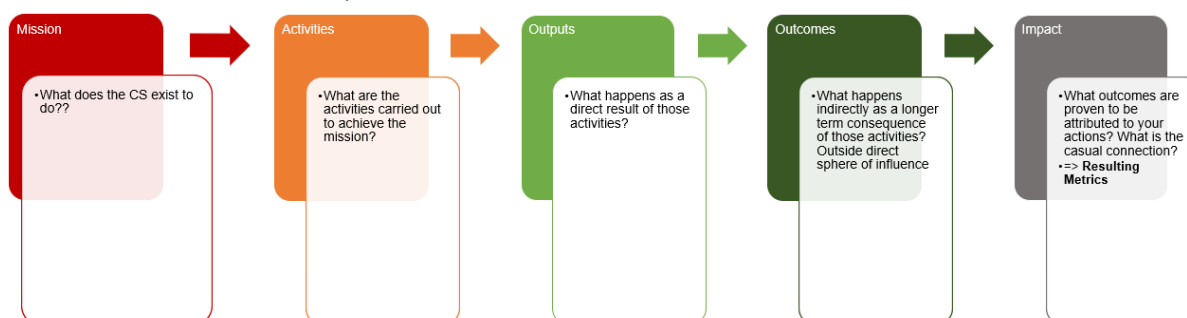 Mission
•What does the CS exist to
do??
Activities
•What are the
activities carried out
to achieve the
mission?
Outputs
•What happens as a
direct result of those
activities?
Outcomes
•What happens
indirectly as a longer
term consequence
of those activities?
Outside direct
sphere of influence
Impact
•What outcomes are
proven to be
attributed to your
actions? What is the
casual connection?
•=> Resulting
Metrics